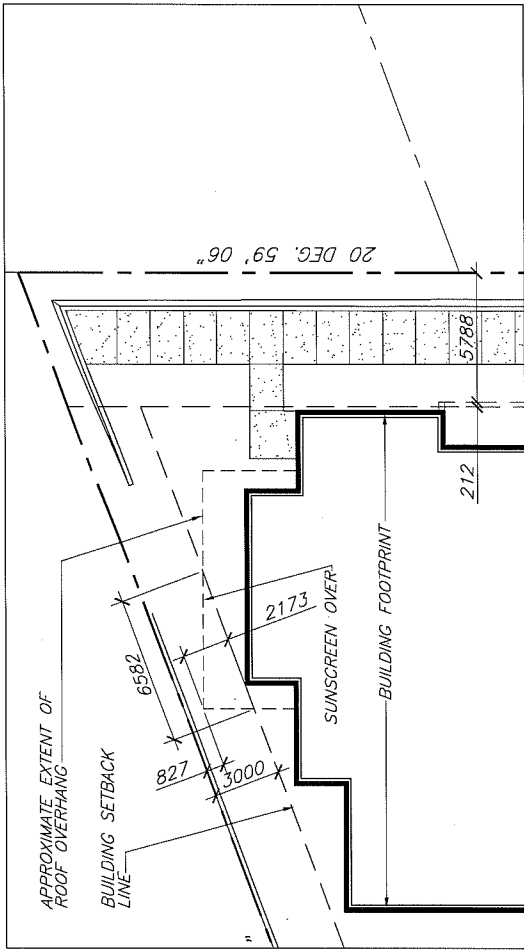 APPROXIMATE EXTENT OF
ROOF OVERHANG
BUILDING SETBACK
LINE
6582
827
3000
2173
SUNSCREEN OVER
BUILDING FOOTPRINT
20 DEG. 59' 06"
5788
212
"